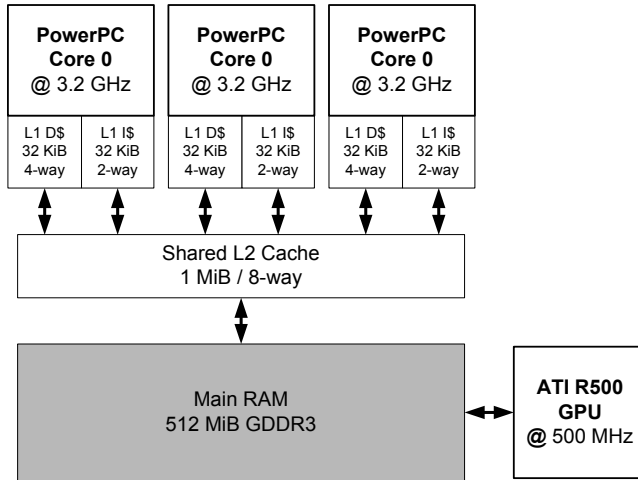 PowerPC
Core 0
@ 3.2 GHz
PowerPC
Core 0
@ 3.2 GHz
PowerPC
Core 0
@ 3.2 GHz
L1 D$
32 KiB
4-way
L1 I$
32 KiB
2-way
L1 D$
32 KiB
4-way
L1 I$
32 KiB
2-way
L1 D$
32 KiB
4-way
L1 I$
32 KiB
2-way
Shared L2 Cache
1 MiB / 8-way
Main RAM
512 MiB GDDR3
ATI R500
GPU
@ 500 MHz